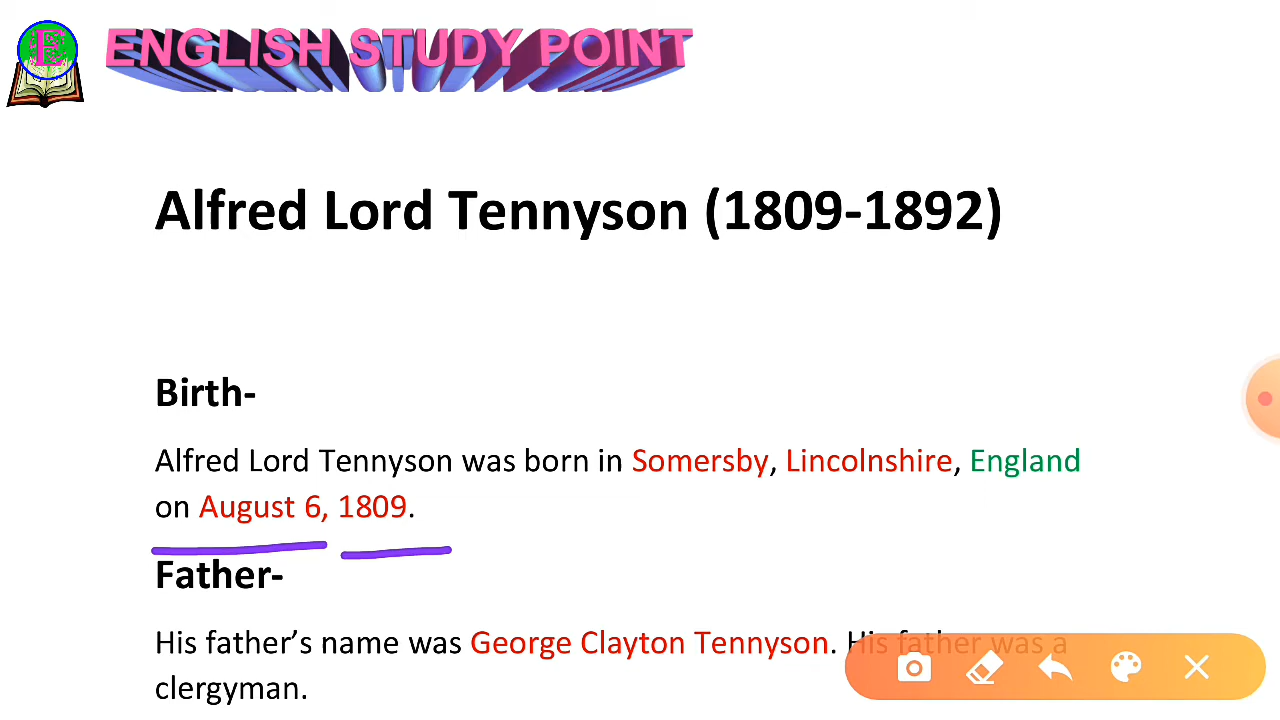 E
ENGLISH STUDY POINT
Alfred Lord Tennyson (1809-1892)
Birth-
Alfred Lord Tennyson was born in Somersby, Lincolnshire, England
on August 6, 1809.
Father-
His father’s name was George Clayton Tennyson. His father was a
clergyman.